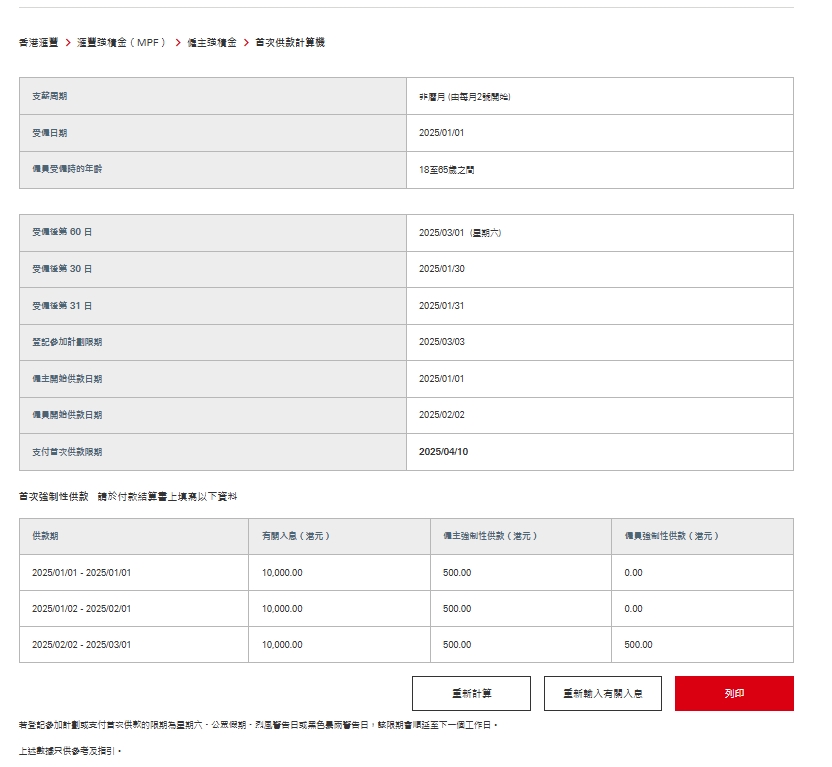 香港滙豐 > 滙豐強積金（MPF） > 僱主強積金 > 首次供款計算機
支薪周期 非曆月 (由每月2號開始)
受僱日期 2025/01/01
僱員受僱時的年齡 18至65歲之間
受僱後第 60 日 2025/03/01 (星期六)
受僱後第 30 日 2025/01/30
受僱後第 31 日 2025/01/31
登記參加計劃限期 2025/03/03
僱主開始供款日期 2025/01/01
僱員開始供款日期 2025/02/02
支付首次供款限期 2025/04/10
首次強制性供款 請於付款結算書上填寫以下資料
供款期 有關入息（港元） 僱主強制性供款（港元） 僱員強制性供款（港元）
2025/01/01 - 2025/01/01 10,000.00 500.00 0.00
2025/01/02 - 2025/02/01 10,000.00 500.00 0.00
2025/02/02 - 2025/03/01 10,000.00 500.00 500.00
重新計算 重新輸入有關入息 列印
若登記參加計劃或支付首次供款的限期為星期六、公眾假期、烈風警告日或黑色暴雨警告日，該限期會順延至下一個工作日。
上述數據只供參考及指引。